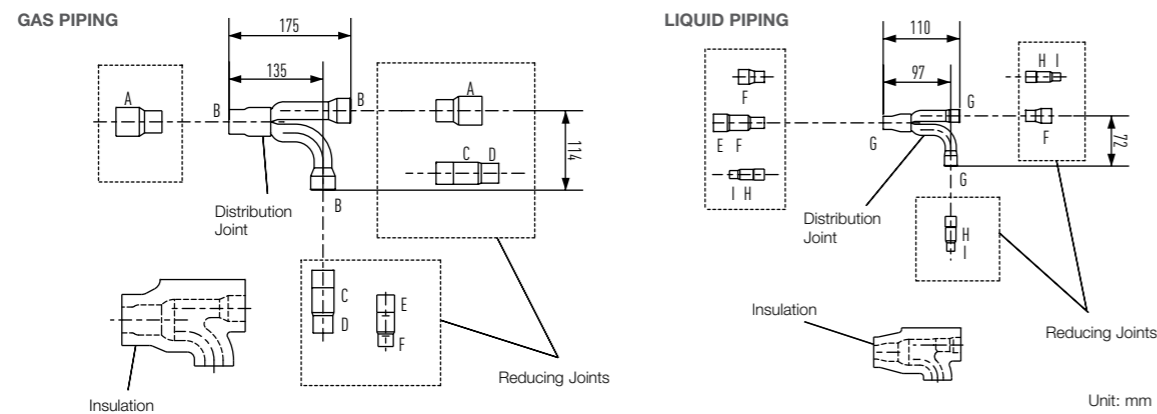 GAS PIPING
175
135
A
B
B
A
114
C D
Distribution
Joint
B
C
D
E
F
Reducing Joints
Insulation
LIQUID PIPING
110
97
F
H I
G
E F
G
F
72
I H
G
Distribution
Joint
H
I
Insulation
Reducing Joints
Unit: mm